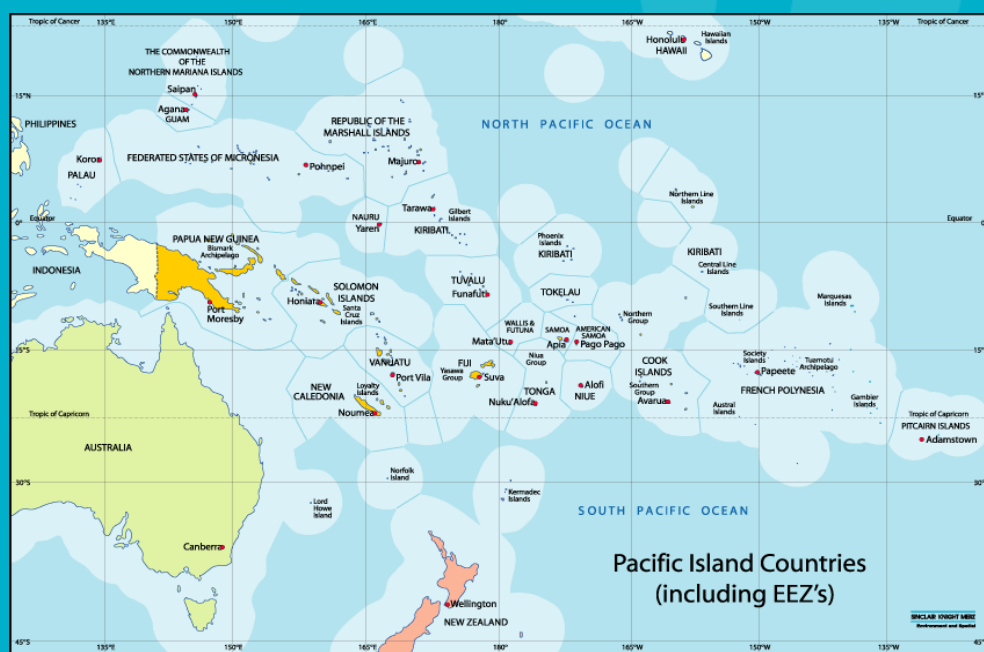 Tropic of Cancer
135°E
150°E
165°E
180°
165°W
150°W
135°W
Tropic of Cancer
Honolulu
Hawaiian
Islands
HAWAII
THE COMMONWEALTH
OF THE
NORTHERN MARIANA ISLANDS
Saipan
15°N
15°
Agana
GUAM
PHILIPPINES
REPUBLIC OF THE
MARSHALL ISLANDS
NORTH PACIFIC OCEAN
Koror
PALAU
FEDERATED STATES OF MICRONESIA
Pohnpei
Majuro
Northern Line
Islands
Tarawa
Gilbert
Islands
KIRIBATI
NAURU
Yaren
Equator
0°
Equator
0°
PAPUA NEW GUINEA
Bismark
Archipelago
Phoenix
Islands
KIRIBATI
KIRIBATI
Central Line
Islands
INDONESIA
TUVALU
Funafuti
TOKELAU
SOLOMON
ISLANDS
Honiara
Santa
Cruz
Islands
Port
Moresby
Southern Line
Islands
Marquesas
Islands
Northern
Group
WALLIS &
FUTUNA
Mata'Utu
SAMOA
Apia
AMERICAN
SAMOA
Pago Pago
15°S
15°
VANUATU
Port Vila
FIJI
Yasawa
Group
Suva
Nius
Group
COOK
ISLANDS
Southern
Group
Avarua
Society
Islands
Papeete
Tuamotu
Archipelago
FRENCH POLYNESIA
NEW
CALEDONIA
Loyalty
Islands
Noumea
TONGA
Nuku'Alofa
Alofi
NIUE
Austral
Islands
Gambier
Islands
Tropic of Capricorn
Tropic of Capricorn
PITCAIRN ISLANDS
Adamstown
AUSTRALIA
Norfolk
Island
30°S
30°
Lord
Howe
Island
Kermadec
Islands
SOUTH PACIFIC OCEAN
Canberra
Pacific Island Countries
(including EEZ's)
Wellington
NEW ZEALAND
SINCLAIR KNIGHT MERZ
Environment and Spatial
45°S
45°
135°E
150°E
165°E
180°
165°W
150°W
135°W